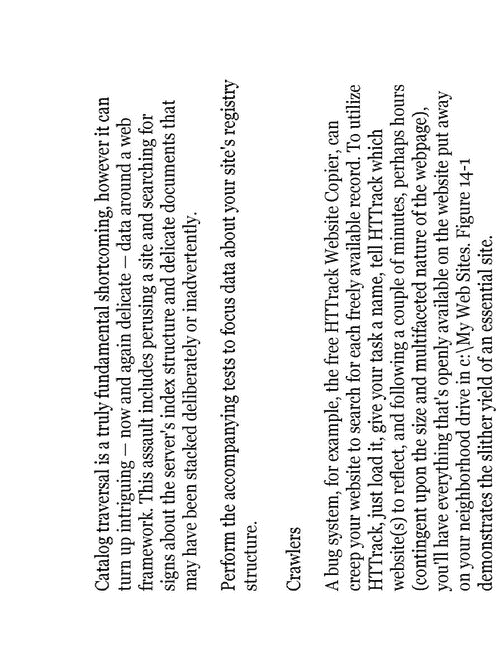 Catalog traversal is a truly fundamental shortcoming, however it can
turn up intriguing — now and again delicate — data around a web
framework. This assault includes perusing a site and searching for
signs about the server's index structure and delicate documents that
may have been stacked deliberately or inadvertently.
Perform the accompanying tests to focus data about your site's registry
structure.
Crawlers
A bug system, for example, the free HTTrack Website Copier, can
creep your website to search for each freely available record. To utilize
HTTrack, just load it, give your task a name, tell HTTrack which
website(s) to reflect, and following a couple of minutes, perhaps hours
(contingent upon the size and multifaceted nature of the webpage),
you'll have everything that's openly available on the website put away
on your neighborhood drive in c:\My Web Sites. Figure 14-1
demonstrates the slither yield of an essential site.